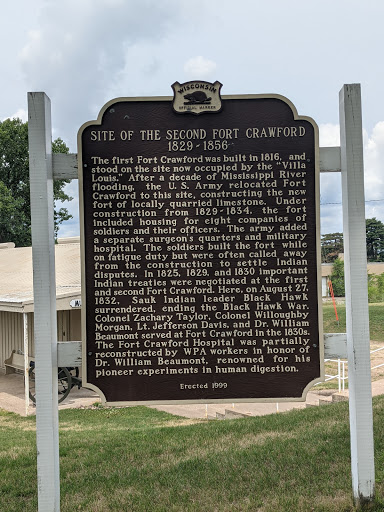 WISCONSIN
OFFICIAL MARKER
SITE OF THE SECOND FORT CRAWFORD
1829-1856
The first Fort Crawford was built in 1816, and
stood on the site now occupied by the "Villa
Louis." After a decade of Mississippi River
flooding, the U.S. Army relocated Fort
Crawford to this site, constructing the new
fort of locally quarried limestone. Under
construction from 1829-1834, the fort
included housing for eight companies of
soldiers and their officers. The army added
a separate surgeon's quarters and military
hospital. The soldiers built the fort while
on fatigue duty but were often called away
from the construction to settle Indian
disputes. In 1825, 1829, and 1830 important
Indian treaties were negotiated at the first
and second Fort Crawford. Here, on August 27,
1832, Sauk Indian leader Black Hawk
surrendered, ending the Black Hawk War.
Colonel Zachary Taylor, Colonel Willoughby
Morgan, Lt. Jefferson Davis, and Dr. William
Beaumont served at Fort Crawford in the 1830s.
The Fort Crawford Hospital was partially
reconstructed by WPA workers in honor of
Dr. William Beaumont, renowned for his
pioneer experiments in human digestion.
Erected 1999